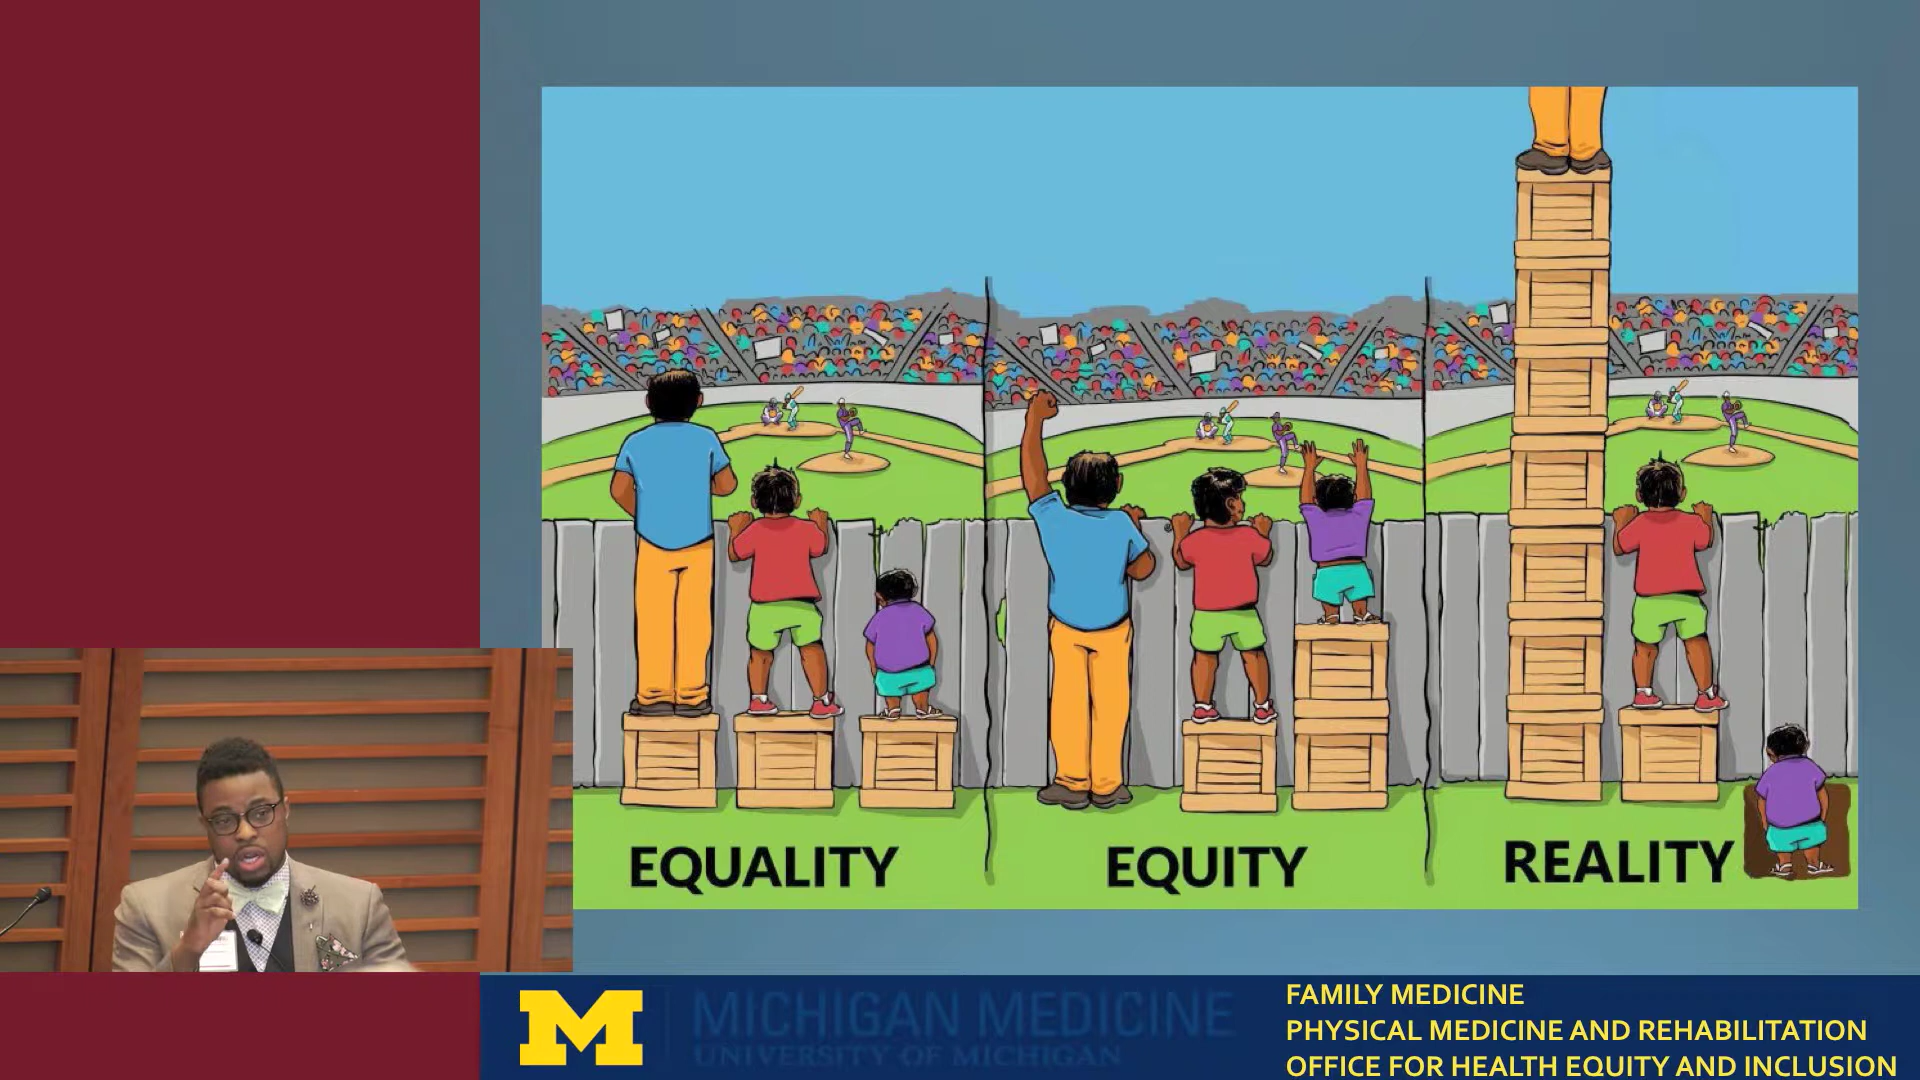 EQUALITY
EQUITY
REALITY
M
MICHIGAN MEDICINE
UNIVERSITY OF MICHIGAN
FAMILY MEDICINE
PHYSICAL MEDICINE AND REHABILITATION
OFFICE FOR HEALTH EQUITY AND INCLUSION